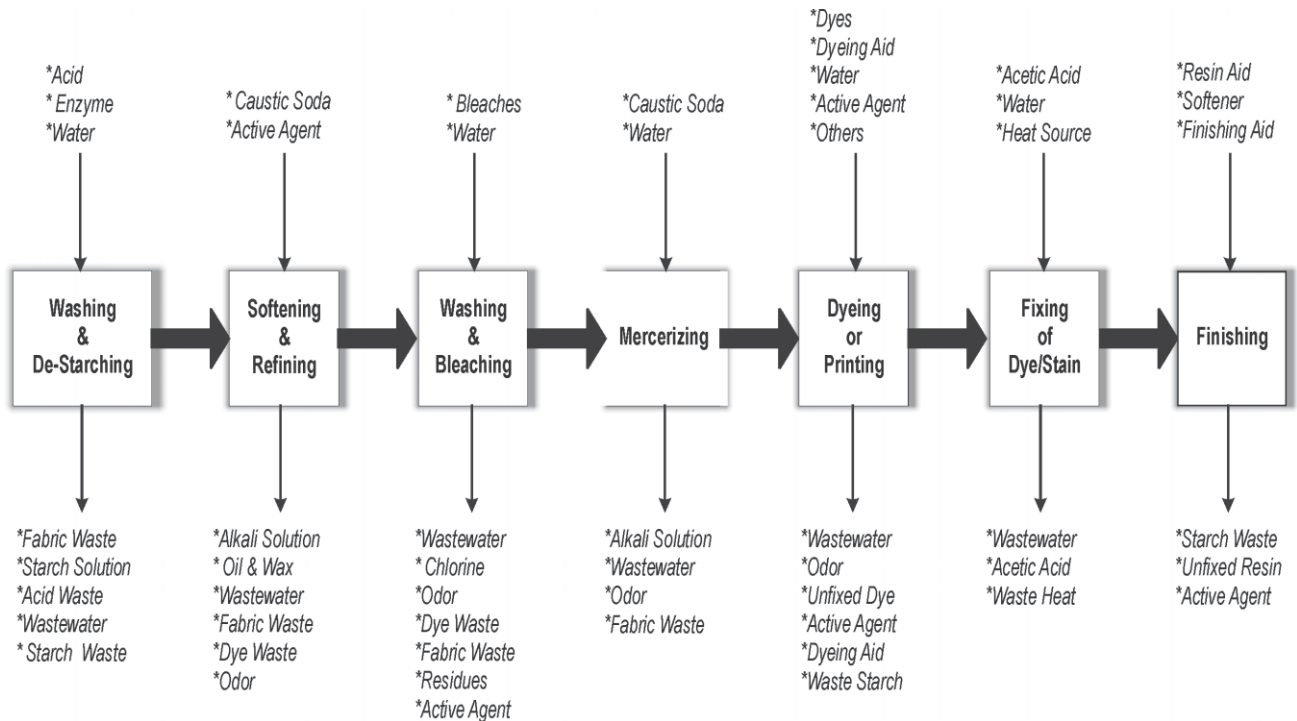 *Acid
* Enzyme
*Water
* Caustic Soda
*Active Agent
* Bleaches
* Water
*Caustic Soda
*Water
*Dyes
*Dyeing Aid
*Water
*Active Agent
*Others
*Acetic Acid
*Water
*Heat Source
*Resin Aid
*Softener
*Finishing Aid
Washing
&
De-Starching
Softening
&
Refining
Washing
&
Bleaching
Mercerizing
Dyeing
or
Printing
Fixing
of
Dye/Stain
Finishing
*Fabric Waste
*Starch Solution
*Acid Waste
*Wastewater
* Starch Waste
*Alkali Solution
* Oil & Wax
*Wastewater
*Fabric Waste
*Dye Waste
*Odor
*Wastewater
* Chlorine
*Odor
*Dye Waste
*Fabric Waste
*Residues
*Active Agent
*Alkali Solution
*Wastewater
*Odor
*Fabric Waste
*Wastewater
*Odor
*Unfixed Dye
*Active Agent
*Dyeing Aid
*Waste Starch
*Wastewater
*Acetic Acid
*Waste Heat
*Starch Waste
*Unfixed Resin
*Active Agent